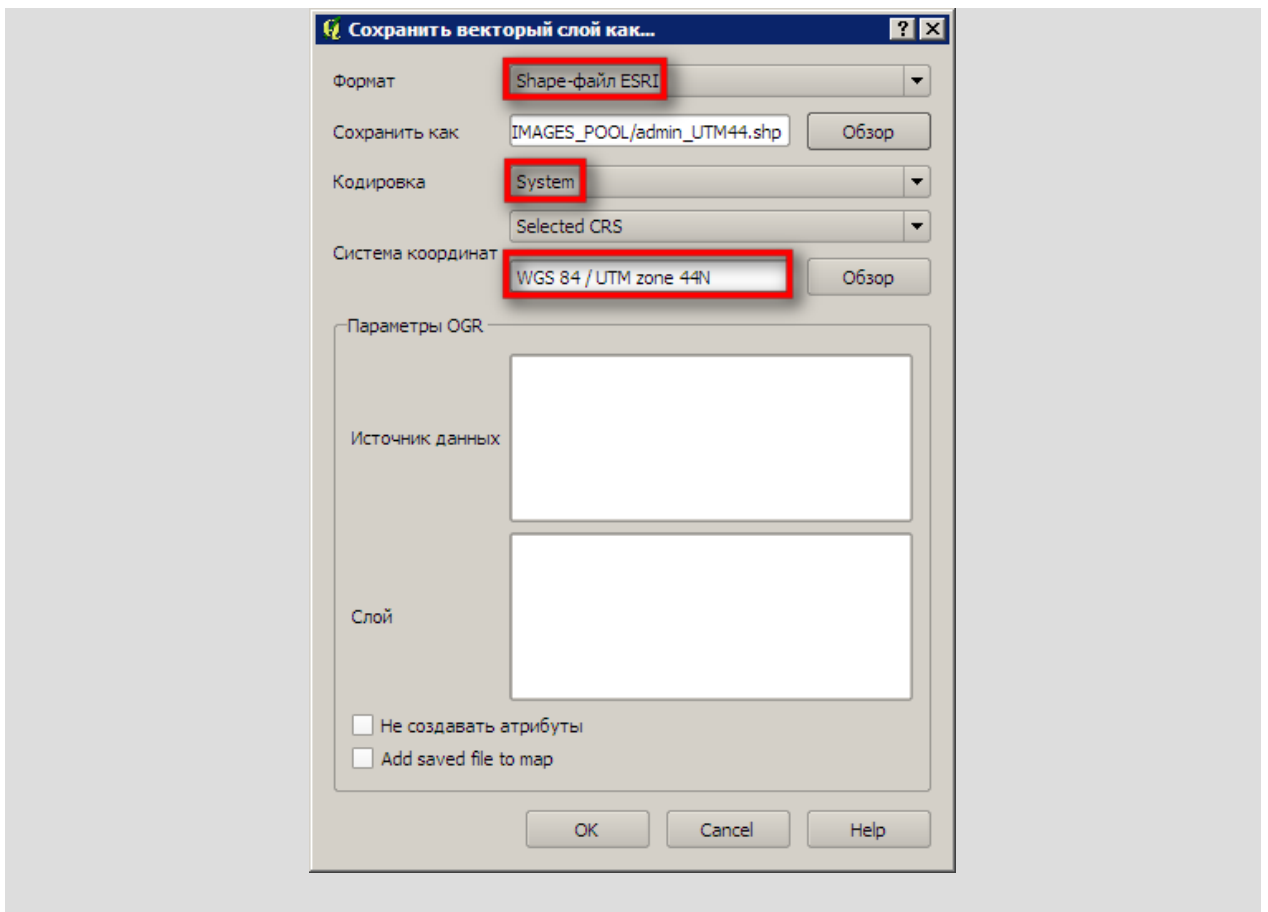 Сохранить векторый слой как...
Формат
Shape-файл ESRI
Сохранить как
IMAGES_POOL/admin_UTM44.shp
Обзор
Кодировка
System
Selected CRS
Система координат
WGS 84 / UTM zone 44N
Обзор
Параметры OGR
Источник данных
Слой
Не создавать атрибуты
Add saved file to map
OK
Cancel
Help